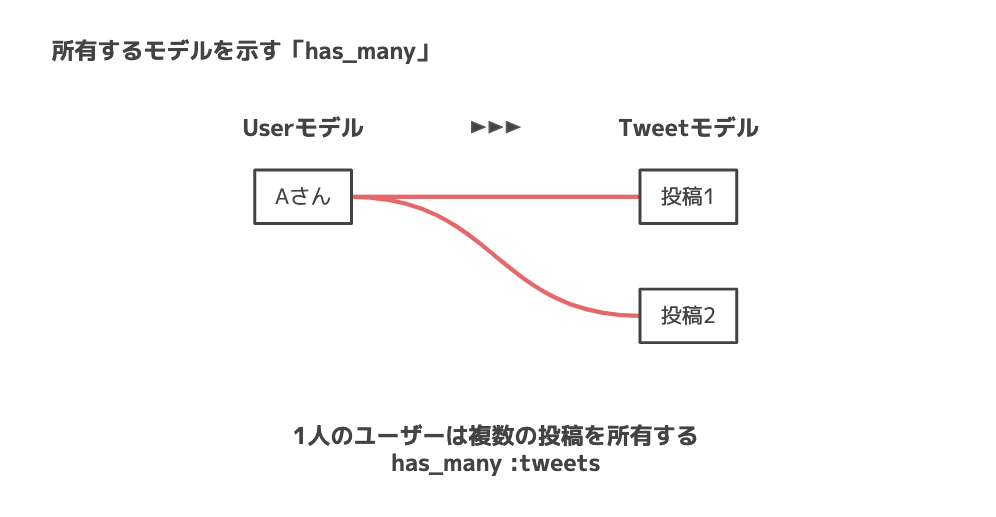 所有するモデルを示す「has_many」
Userモデル ▶▶▶ Tweetモデル
Aさん 投稿1
投稿2
1人のユーザーは複数の投稿を所有する
has_many :tweets